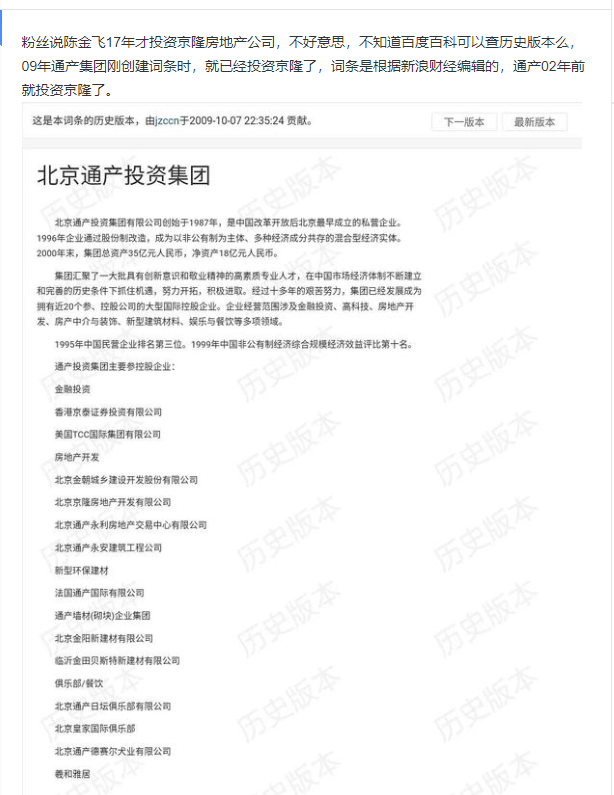 粉丝说陈金飞17年才投资京隆房地产公司，不好意思，不知道百度百科可以查历史版本么，
09年通产集团刚创建词条时，就已经投资京隆了，词条是根据新浪财经编辑的，通产02年前
就投资京隆了。
这是本词条的历史版本，由jzccn于2009-10-07 22:35:24 贡献。
下一版本
最新版本
北京通产投资集团
北京通产投资集团有限公司创始于1987年，是中国改革开放后北京最早成立的私营企业。
1996年企业通过股份制改造，成为以非公有制为主体、多种经济成分共存的混合型经济实体。
2000年末，集团总资产35亿元人民币，净资产18亿元人民币。
集团汇聚了一大批具有创新意识和敬业精神的高素质专业人才，在中国市场经济体制不断建立
和完善的历史条件下抓住机遇，努力开拓，积极进取。经过十多年的艰苦努力，集团已经发展成为
拥有近20个参、控股公司的大型国际控股企业。企业经营范围涉及金融投资、高科技、房地产开
发、房产中介与装饰、新型建筑材料、娱乐与餐饮等多项领域。
1995年中国民营企业排名第三位。1999年中国非公有制经济综合规模经济效益评比第十名。
通产投资集团主要参控股企业：
金融投资
香港京泰证券投资有限公司
美国TCC国际集团有限公司
房地产开发
北京金朝城乡建设开发股份有限公司
北京京隆房地产开发有限公司
北京通产永利房地产交易中心有限公司
北京通产永安建筑工程公司
新型环保建材
法国通产国际有限公司
通产墙材(砌块)企业集团
北京金阳新建材有限公司
临沂金田贝斯特新建材有限公司
俱乐部/餐饮
北京通产日坛俱乐部有限公司
北京皇家国际俱乐部
北京通产德赛尔犬业有限公司
羲和雅居
历史版本